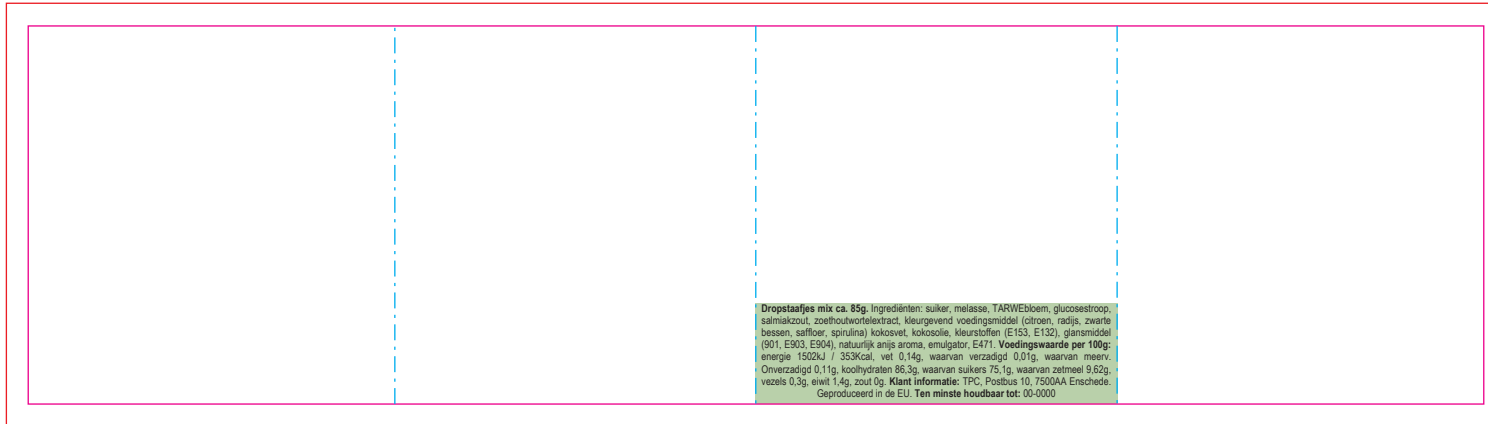 Dropstaafjes mix ca. 85g. Ingrediënten: suiker, melasse, TARWEbloem, glucosestroop,
salmiakzout, zoethoutwortelextract, kleurgevend voedingsmiddel (citroen, radijs, zwarte
bessen, saffloer, spirulina) kokosvet, kokosolie, kleurstoffen (E153, E132), glansmiddel
(901, E903, E904), natuurlijk anijs aroma, emulgator, E471. Voedingswaarde per 100g:
energie 1502kJ / 353Kcal, vet 0,14g, waarvan verzadigd 0,01g, waarvan meerv.
Onverzadigd 0,11g, koolhydraten 86,3g, waarvan suikers 75,1g, waarvan zetmeel 9,62g,
vezels 0,3g, eiwit 1,4g, zout 0g. Klant informatie: TPC, Postbus 10, 7500AA Enschede.
Geproduceerd in de EU. Ten minste houdbaar tot: 00-0000